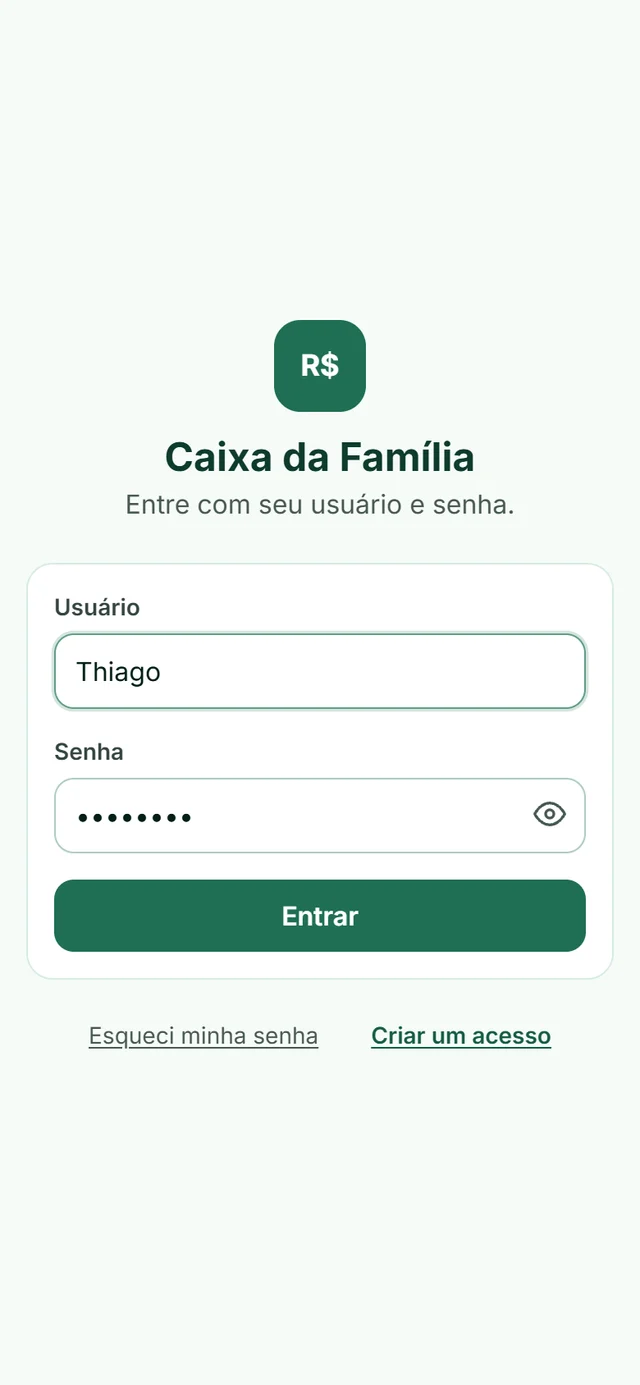 R$
Caixa da Família
Entre com seu usuário e senha.
Usuário
Thiago
Senha
••••••••
Entrar
Esqueci minha senha
Criar um acesso